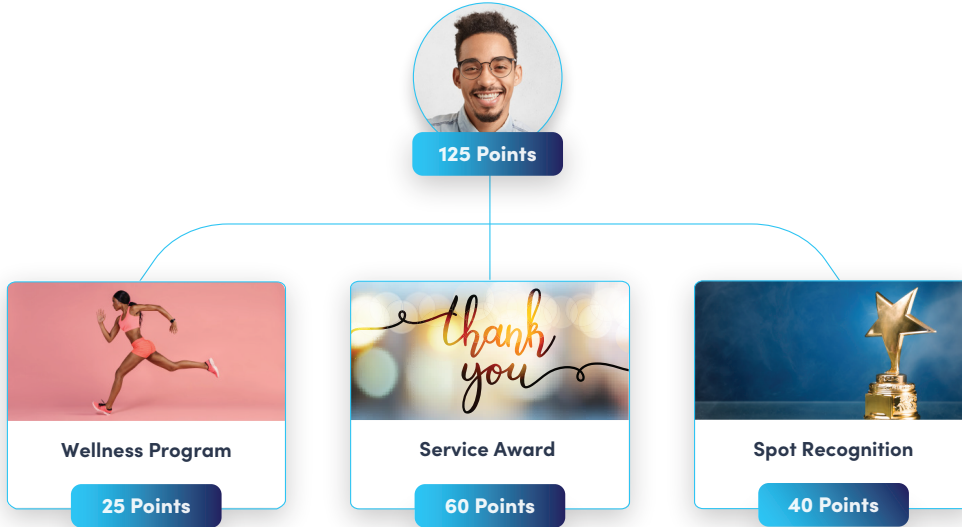 125 Points
thank
you
Wellness Program
Service Award
Spot Recognition
25 Points
60 Points
40 Points